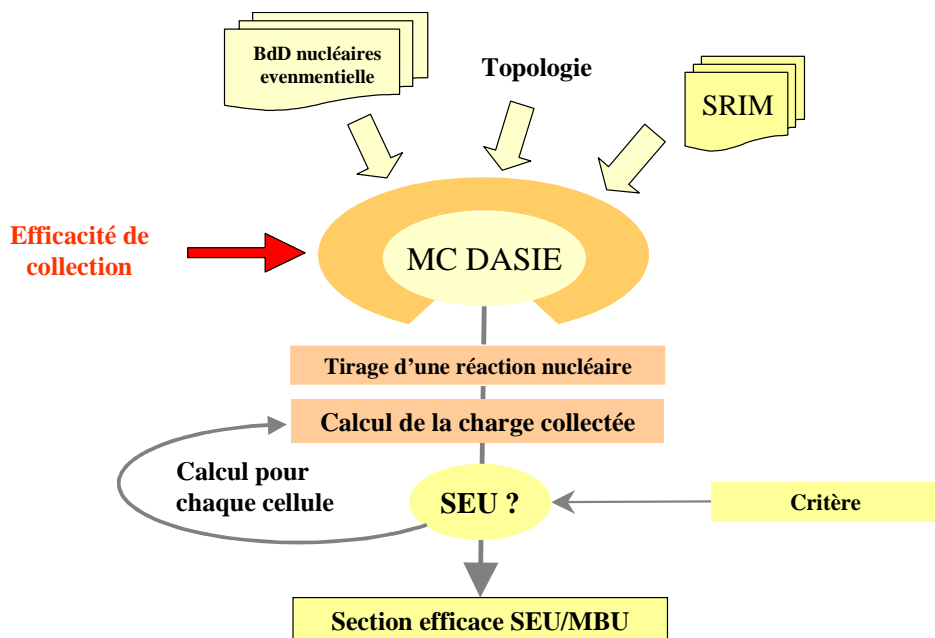 BdD nucléaires
evenmentielle
Topologie
SRIM
Efficacité de
collection
MC DASIE
Tirage d’une réaction nucléaire
Calcul de la charge collectée
Calcul pour
chaque cellule
SEU ?
Critère
Section efficace SEU/MBU